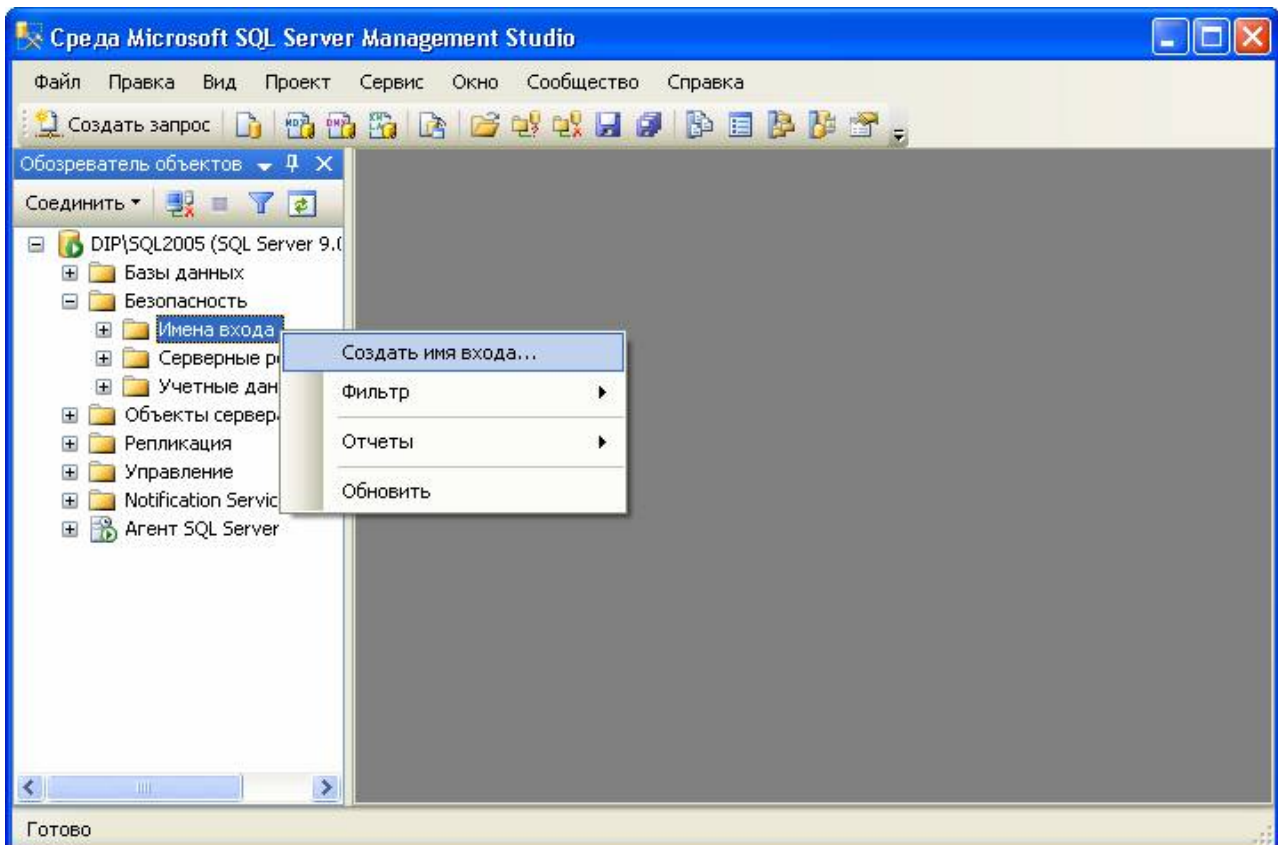 Среда Microsoft SQL Server Management Studio
Файл Правка Вид Проект Сервис Окно Сообщество Справка
Создать запрос
Обозреватель объектов
Соединить
DIP\SQL2005 (SQL Server 9.0
Базы данных
Безопасность
Имена входа
Серверные р
Учетные дан
Объекты сервер
Репликация
Управление
Notification Servic
Агент SQL Server
Создать имя входа...
Фильтр
Отчеты
Обновить
Готово